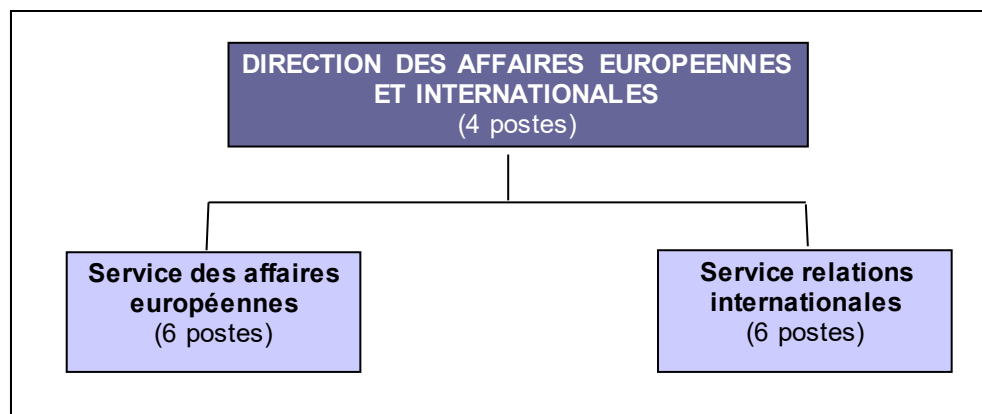 DIRECTION DES AFFAIRES EUROPEENNES
ET INTERNATIONALES
(4 postes)
Service des affaires
européennes
(6 postes)
Service relations
internationales
(6 postes)